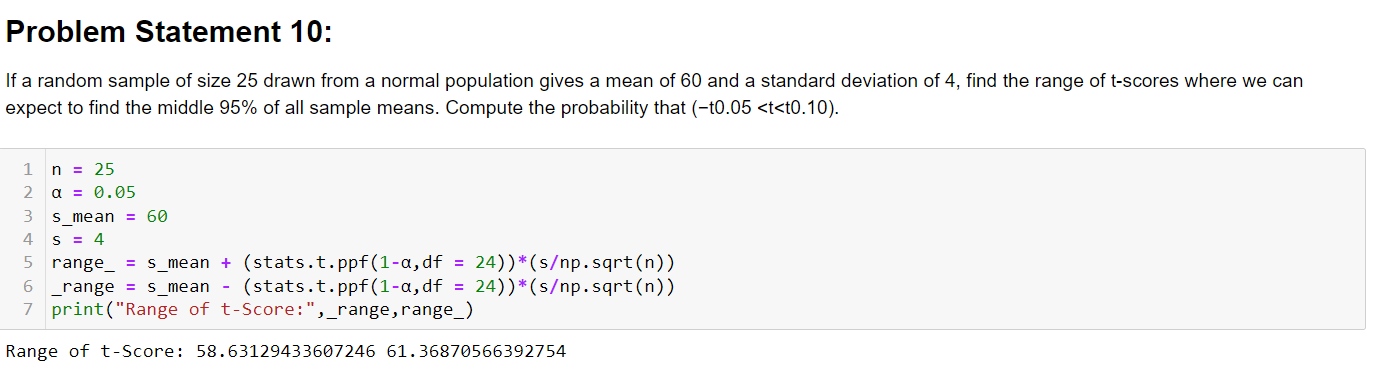 Problem Statement 10:
If a random sample of size 25 drawn from a normal population gives a mean of 60 and a standard deviation of 4, find the range of t-scores where we can
expect to find the middle 95% of all sample means. Compute the probability that (−t0.05 <t<t0.10).
1 n = 25
2 α = 0.05
3 s_mean = 60
4 s = 4
5 range_ = s_mean + (stats.t.ppf(1-α,df = 24))*(s/np.sqrt(n))
6 _range = s_mean - (stats.t.ppf(1-α,df = 24))*(s/np.sqrt(n))
7 print("Range of t-Score:",_range,range_)
Range of t-Score: 58.63129433607246 61.36870566392754